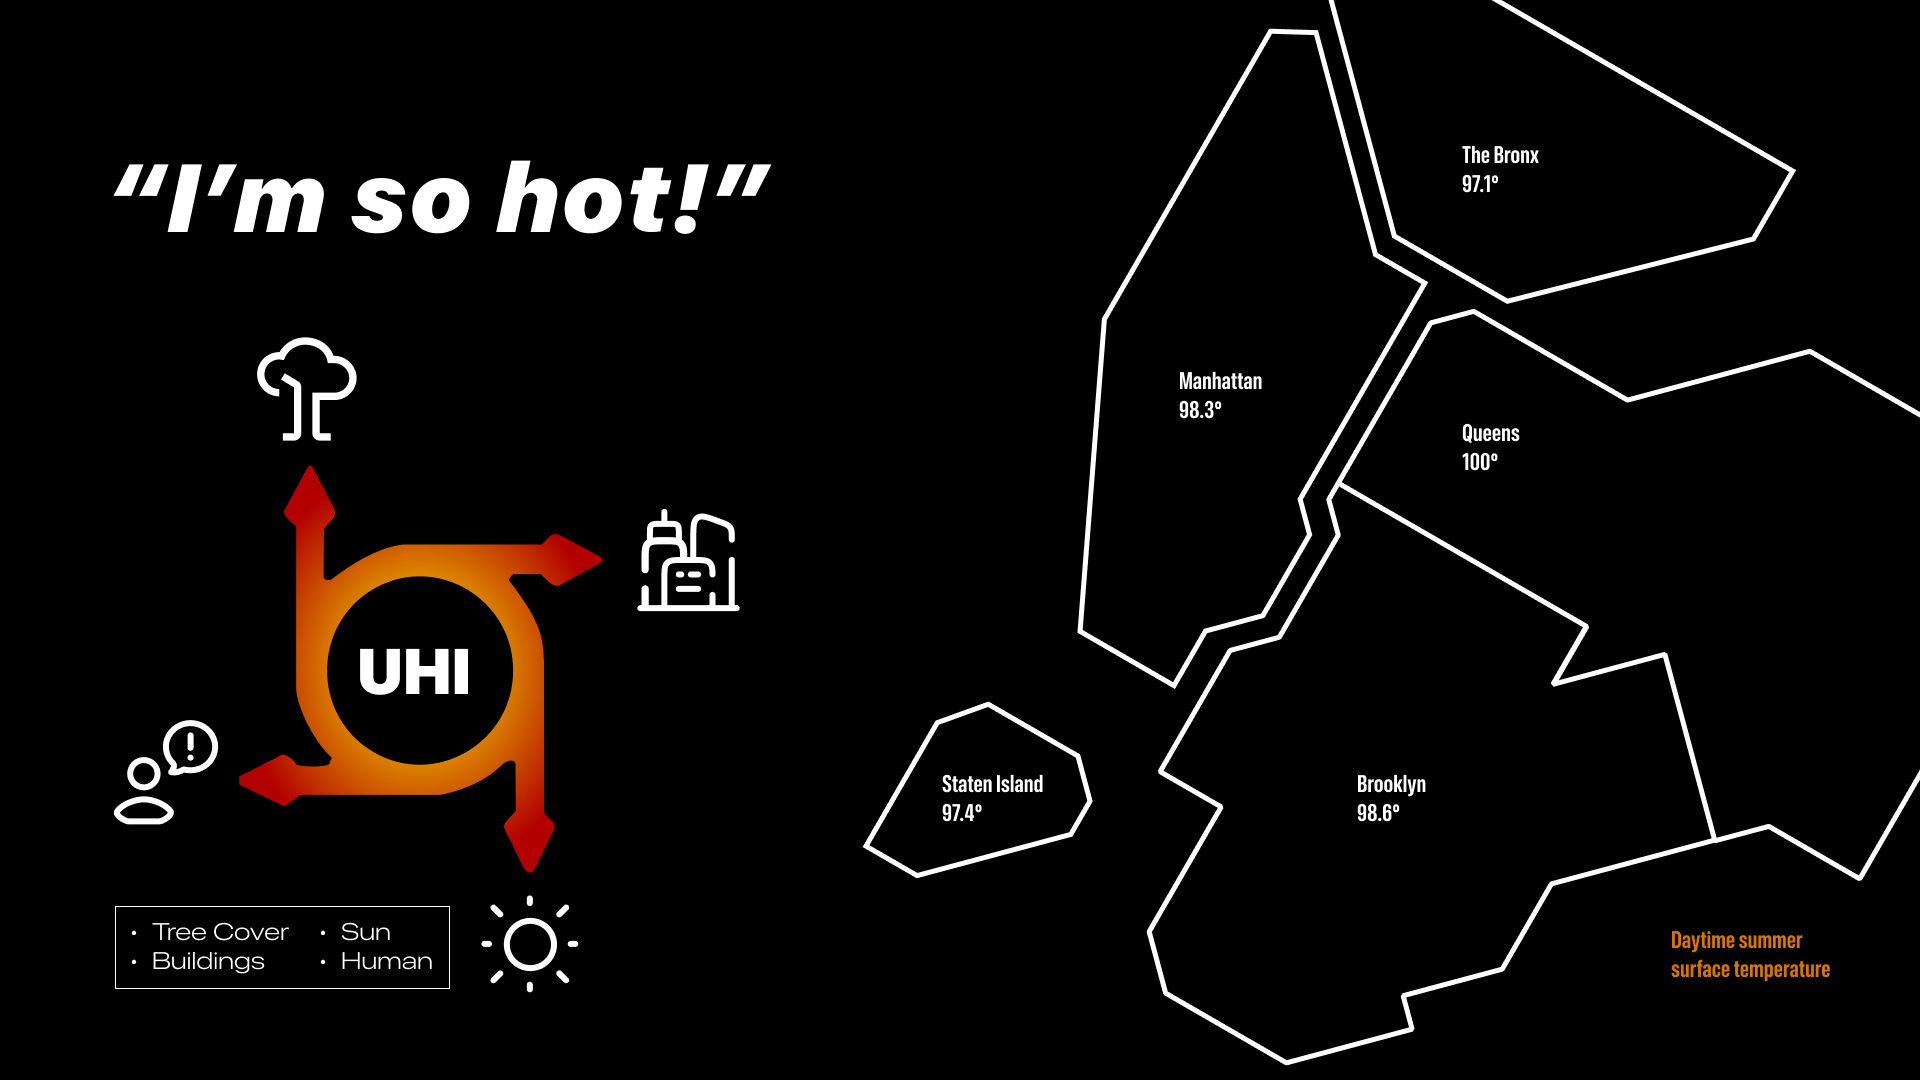 “I’m so hot!”
UHI
• Tree Cover
• Buildings
• Sun
• Human
The Bronx
97.1°
Manhattan
98.3°
Queens
100°
Staten Island
97.4°
Brooklyn
98.6°
Daytime summer
surface temperature